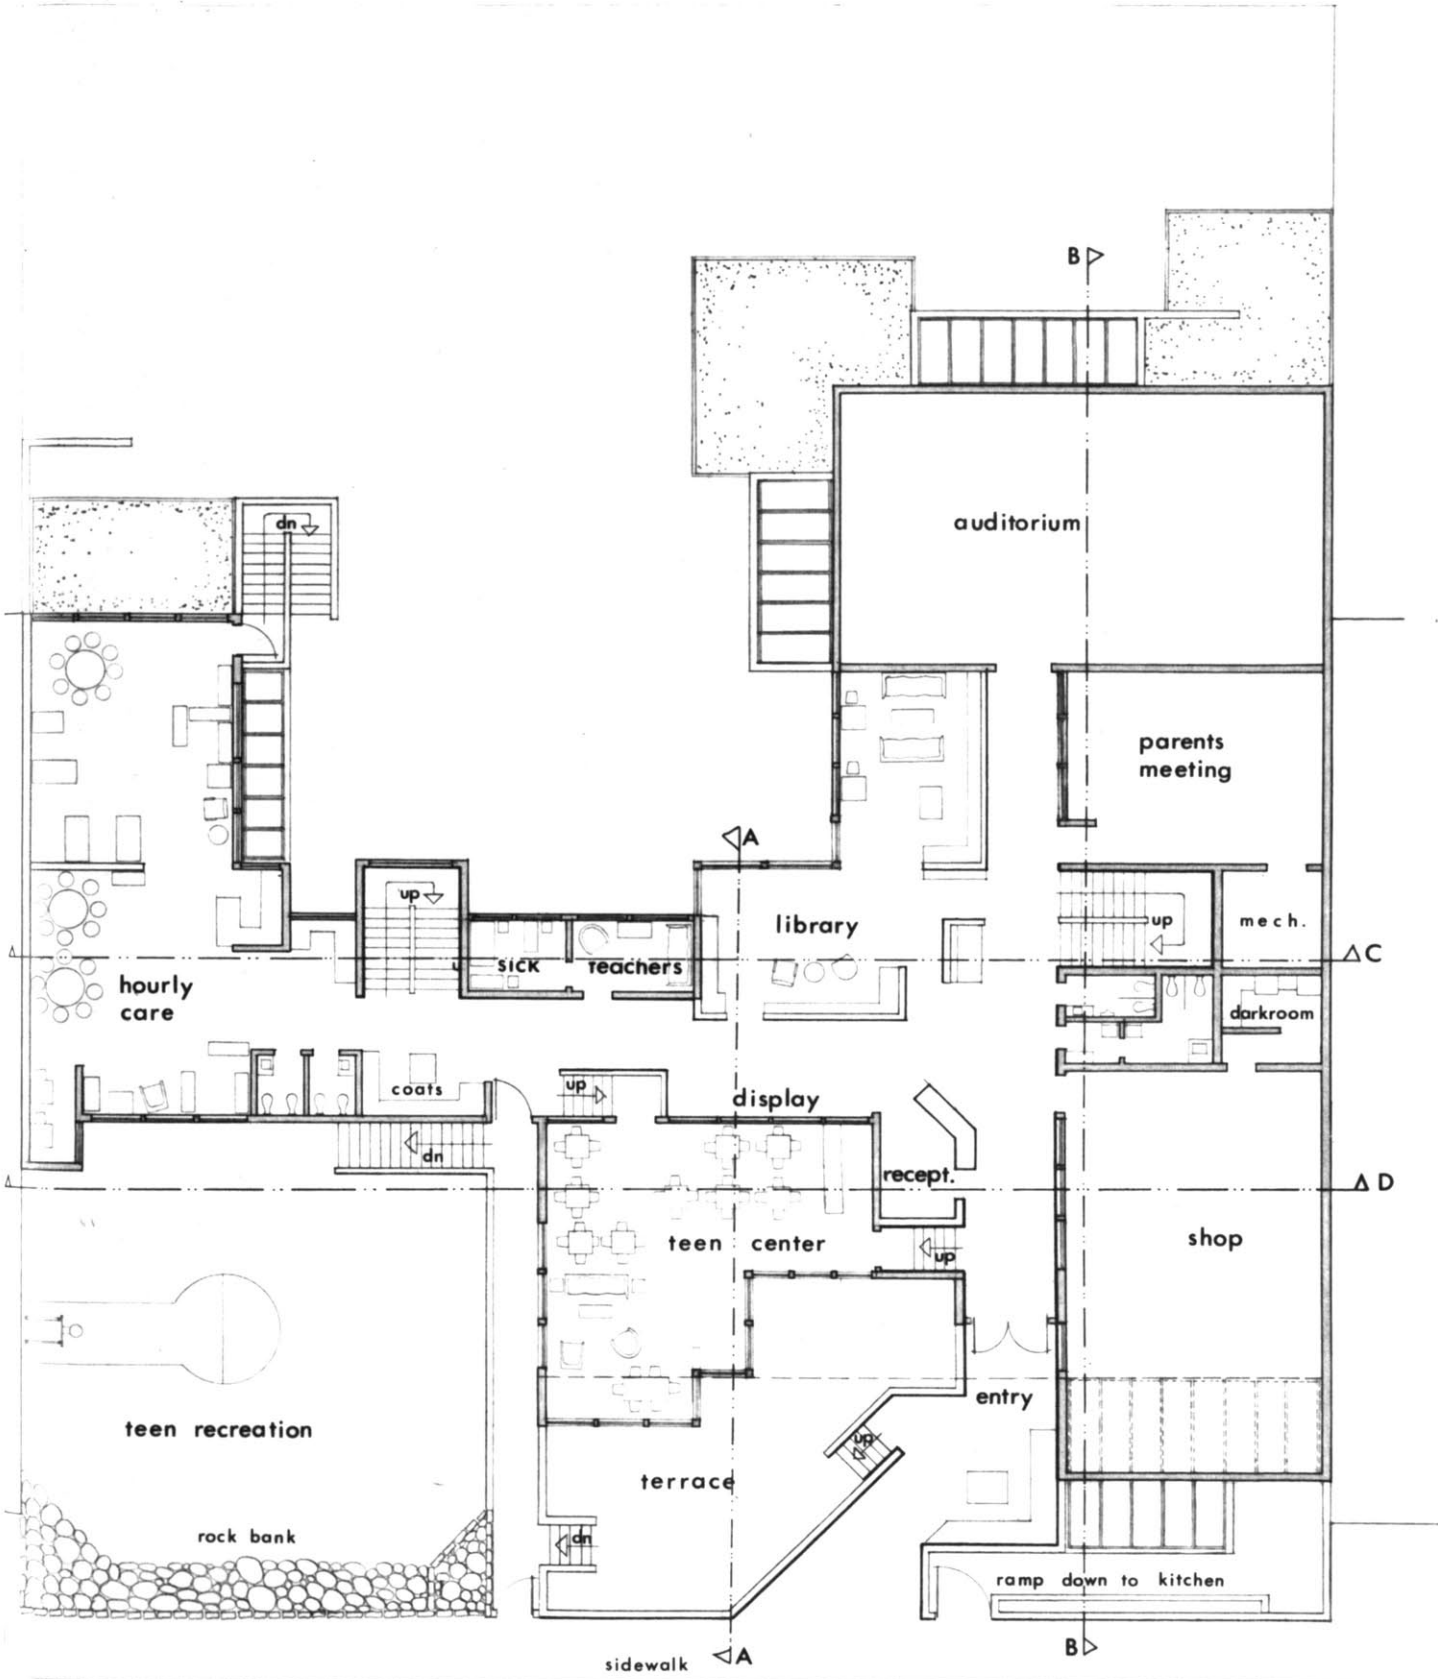 B
dn
auditorium
parents
meeting
A
up
library
up
mech.
C
sick
teachers
hourly
care
darkroom
coats
up
display
dn
recept.
D
teen center
shop
up
entry
teen recreation
up
terrace
rock bank
dn
ramp down to kitchen
B
sidewalk
A